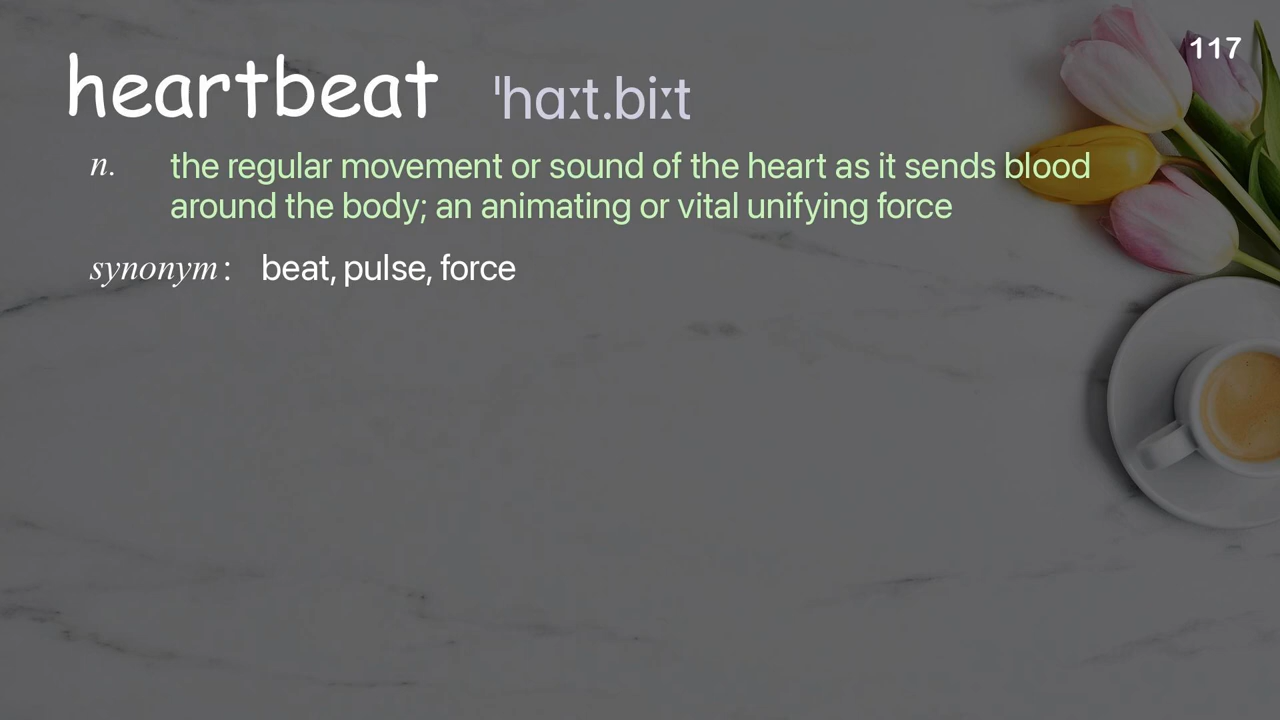 117
heartbeat ˈhɑːt.biːt
n. the regular movement or sound of the heart as it sends blood
around the body; an animating or vital unifying force
synonym: beat, pulse, force